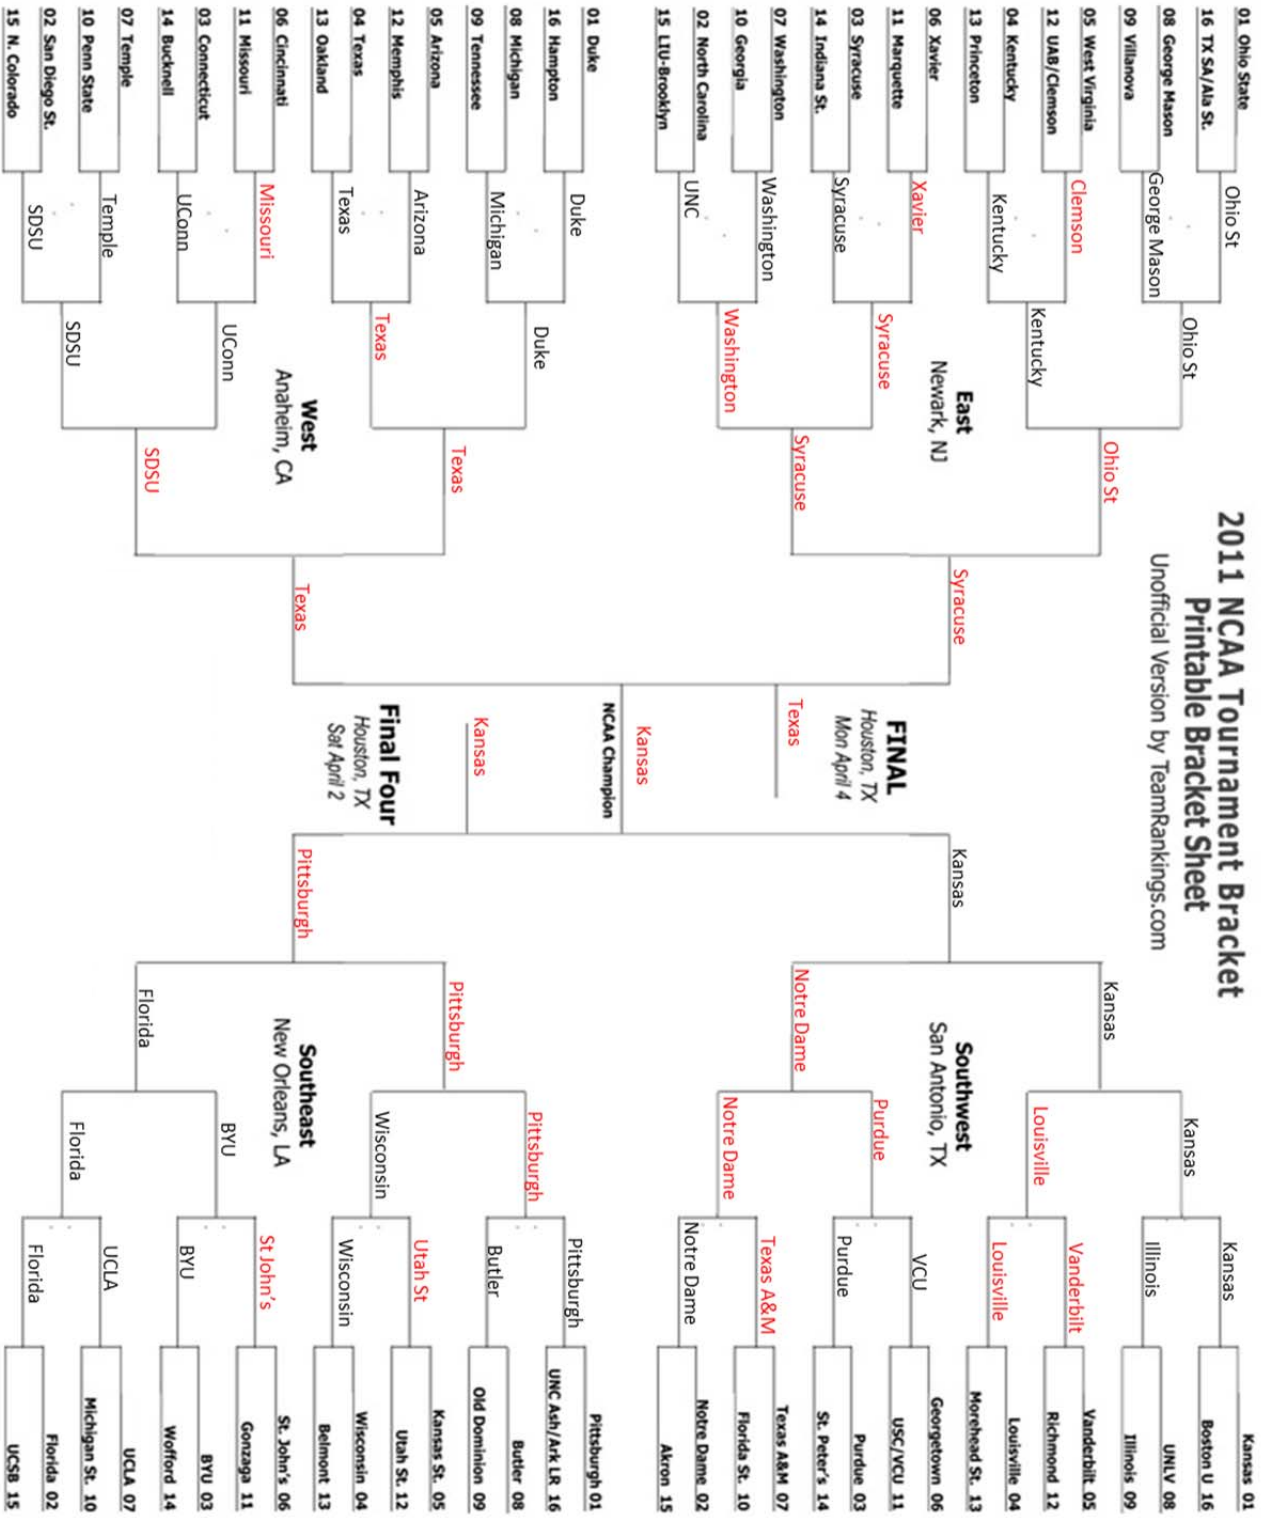 2011 NCAA Tournament Bracket
Printable Bracket Sheet
Unofficial Version by TeamRankings.com
01 Ohio State
16 TX SA/Ala St.
08 George Mason
09 Villanova
05 West Virginia
12 UAB/Clemson
04 Kentucky
13 Princeton
06 Xavier
11 Marquette
03 Syracuse
14 Indiana St.
07 Washington
10 Georgia
02 North Carolina
15 LIU-Brooklyn
Ohio St
George Mason
Clemson
Kentucky
Xavier
Syracuse
Washington
UNC
Ohio St
Kentucky
Syracuse
Washington
East
Newark, NJ
Ohio St
Syracuse
Syracuse
01 Duke
16 Hampton
08 Michigan
09 Tennessee
05 Arizona
12 Memphis
04 Texas
13 Oakland
06 Cincinnati
11 Missouri
03 Connecticut
14 Bucknell
07 Temple
10 Penn State
02 San Diego St.
15 N. Colorado
Duke
Michigan
Arizona
Texas
Missouri
UConn
Temple
SDSU
Duke
Texas
UConn
SDSU
West
Anaheim, CA
Texas
SDSU
Texas
FINAL
Houston, TX
Mon April 4
Texas
Kansas
NCAA Champion
Kansas
Final Four
Houston, TX
Sat April 2
Kansas
Kansas
Notre Dame
Southwest
San Antonio, TX
Kansas
Louisville
Purdue
Notre Dame
Kansas
Illinois
Vanderbilt
Louisville
VCU
Purdue
Texas A&M
Notre Dame
Kansas 01
Boston U 16
UNLV 08
Illinois 09
Vanderbilt 05
Richmond 12
Louisville 04
Morehead St. 13
Georgetown 06
USC/VCU 11
Purdue 03
St. Peter's 14
Texas A&M 07
Florida St. 10
Notre Dame 02
Akron 15
Pittsburgh
Pittsburgh
Florida
Southeast
New Orleans, LA
Pittsburgh
Wisconsin
BYU
Florida
Pittsburgh
Butler
Utah St
Wisconsin
St John's
BYU
UCLA
Florida
Pittsburgh 01
UNC Ash/Ark LR 16
Butler 08
Old Dominion 09
Kansas St. 05
Utah St. 12
Wisconsin 04
Belmont 13
St. John's 06
Gonzaga 11
BYU 03
Wofford 14
UCLA 07
Michigan St. 10
Florida 02
UCSB 15